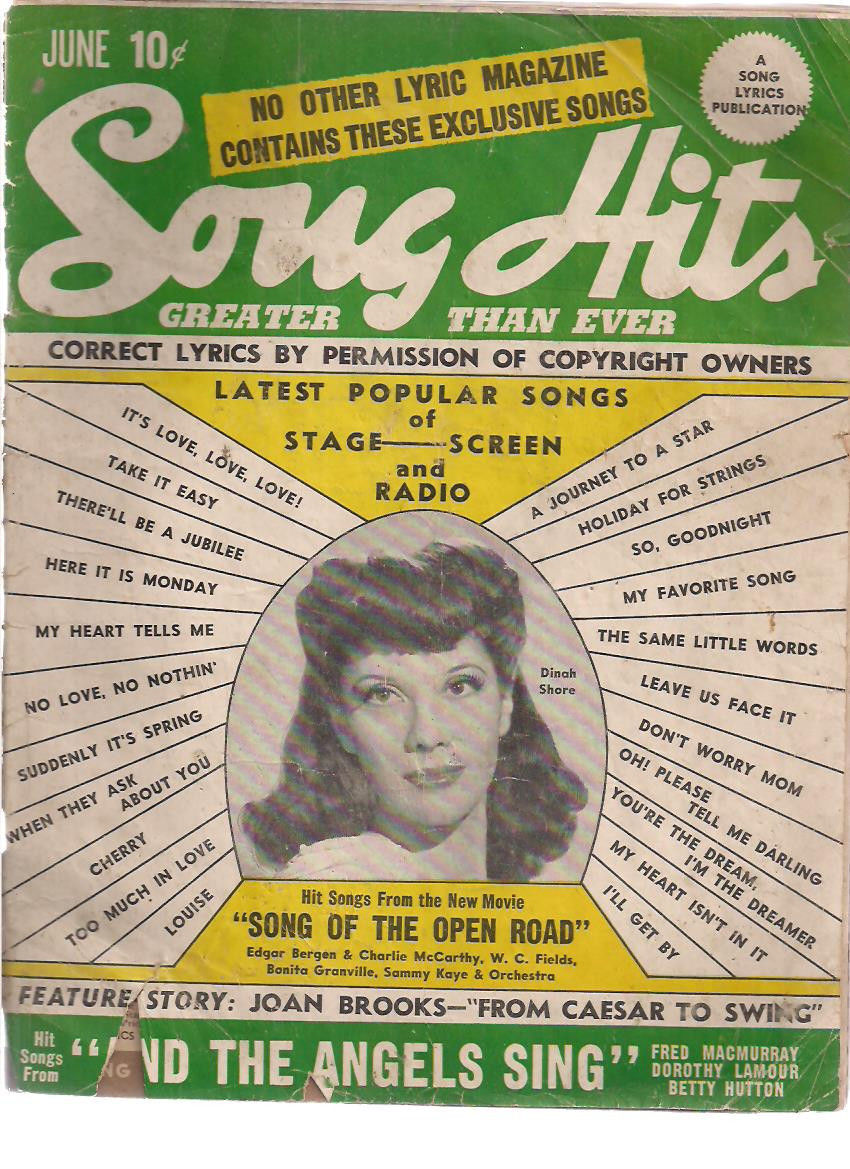 JUNE 10¢
NO OTHER LYRIC MAGAZINE
CONTAINS THESE EXCLUSIVE SONGS
A
SONG
LYRICS
PUBLICATION
Song Hits
GREATER THAN EVER
CORRECT LYRICS BY PERMISSION OF COPYRIGHT OWNERS
LATEST POPULAR SONGS
of
STAGE—SCREEN
and
RADIO
IT'S LOVE, LOVE, LOVE!
TAKE IT EASY
THERE'LL BE A JUBILEE
HERE IT IS MONDAY
MY HEART TELLS ME
NO LOVE, NO NOTHIN'
SUDDENLY IT'S SPRING
WHEN THEY ASK
ABOUT YOU
CHERRY
TOO MUCH IN LOVE
LOUISE
A JOURNEY TO A STAR
HOLIDAY FOR STRINGS
SO, GOODNIGHT
MY FAVORITE SONG
THE SAME LITTLE WORDS
LEAVE US FACE IT
DON'T WORRY MOM
OH! PLEASE
TELL ME DARLING
YOU'RE THE DREAM,
I'M THE DREAMER
MY HEART ISN'T IN IT
I'LL GET BY
Dinah
Shore
Hit Songs From the New Movie
"SONG OF THE OPEN ROAD"
Edgar Bergen & Charlie McCarthy, W. C. Fields,
Bonita Granville, Sammy Kaye & Orchestra
FEATURE STORY: JOAN BROOKS—"FROM CAESAR TO SWING"
Hit
Songs
From
"AND THE ANGELS SING"
FRED MACMURRAY
DOROTHY LAMOUR
BETTY HUTTON